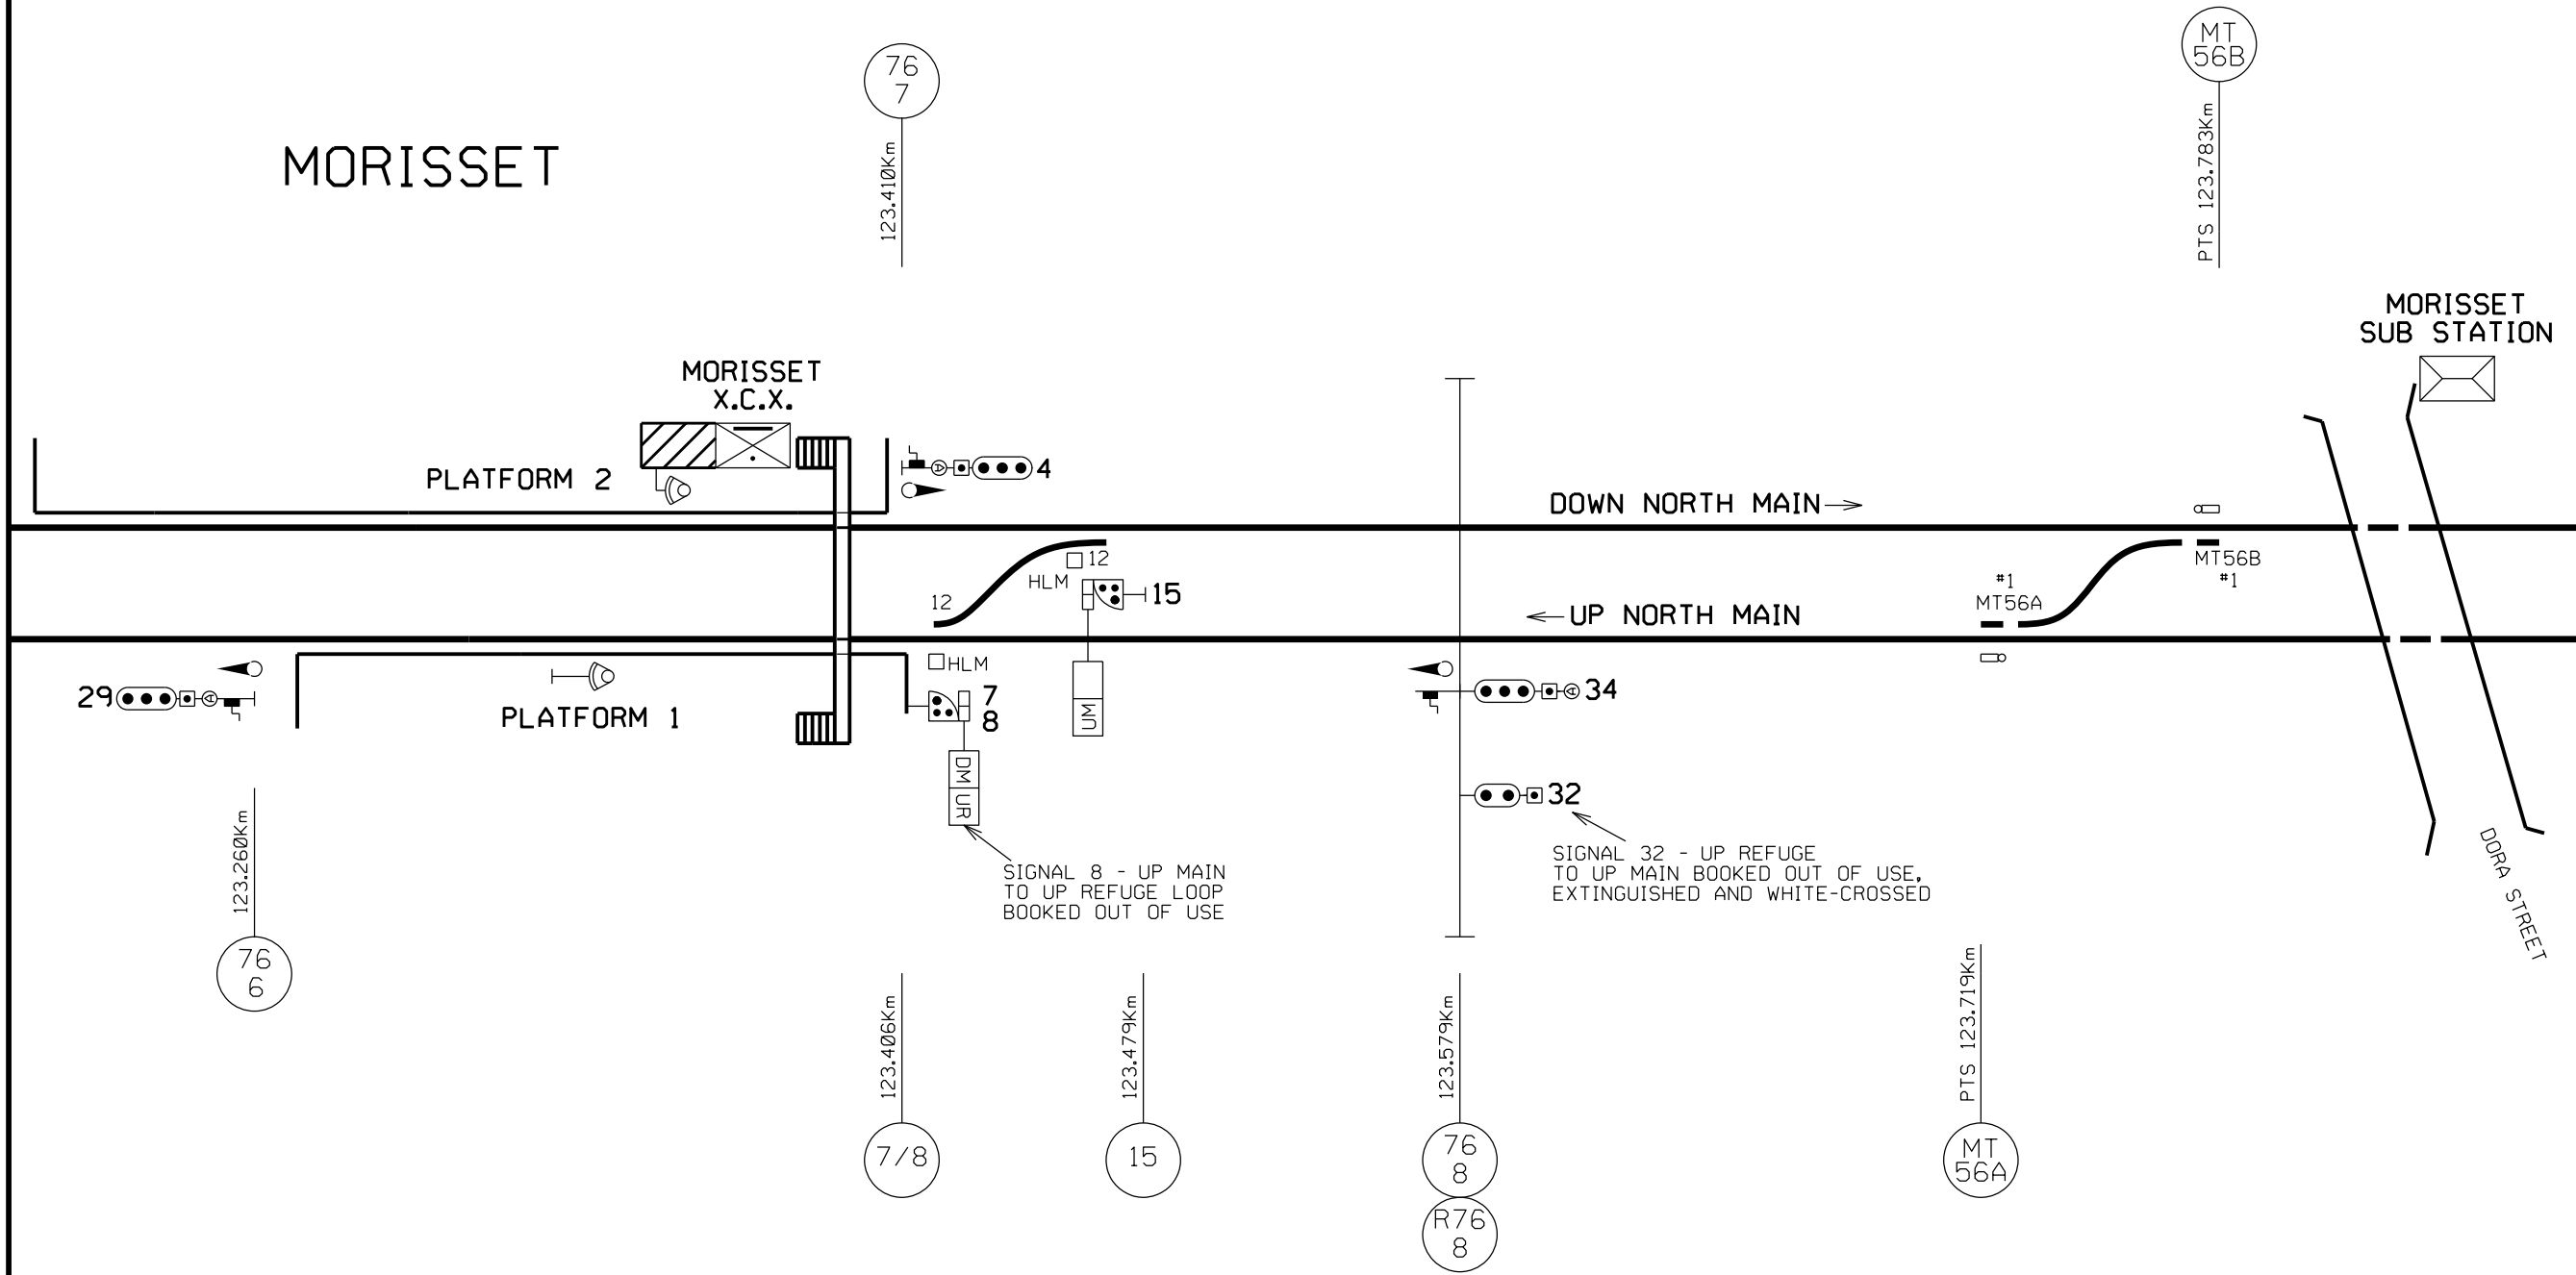 MORISSET
76
7
123.410Km
MT
56B
PTS 123.783Km
MORISSET
SUB STATION
MORISSET
X.C.X.
PLATFORM 2
A
4
DOWN NORTH MAIN
12
HLM
15
12
MT56B
#1
#1
MT56A
UP NORTH MAIN
HLM
29
A
PLATFORM 1
7
8
UM
A
34
DM
UR
32
SIGNAL 8 - UP MAIN
TO UP REFUGE LOOP
BOOKED OUT OF USE
SIGNAL 32 - UP REFUGE
TO UP MAIN BOOKED OUT OF USE,
EXTINGUISHED AND WHITE-CROSSED
DORA STREET
123.260Km
76
6
123.406Km
7/8
123.479Km
15
123.579Km
76
8
R76
8
PTS 123.719Km
MT
56A